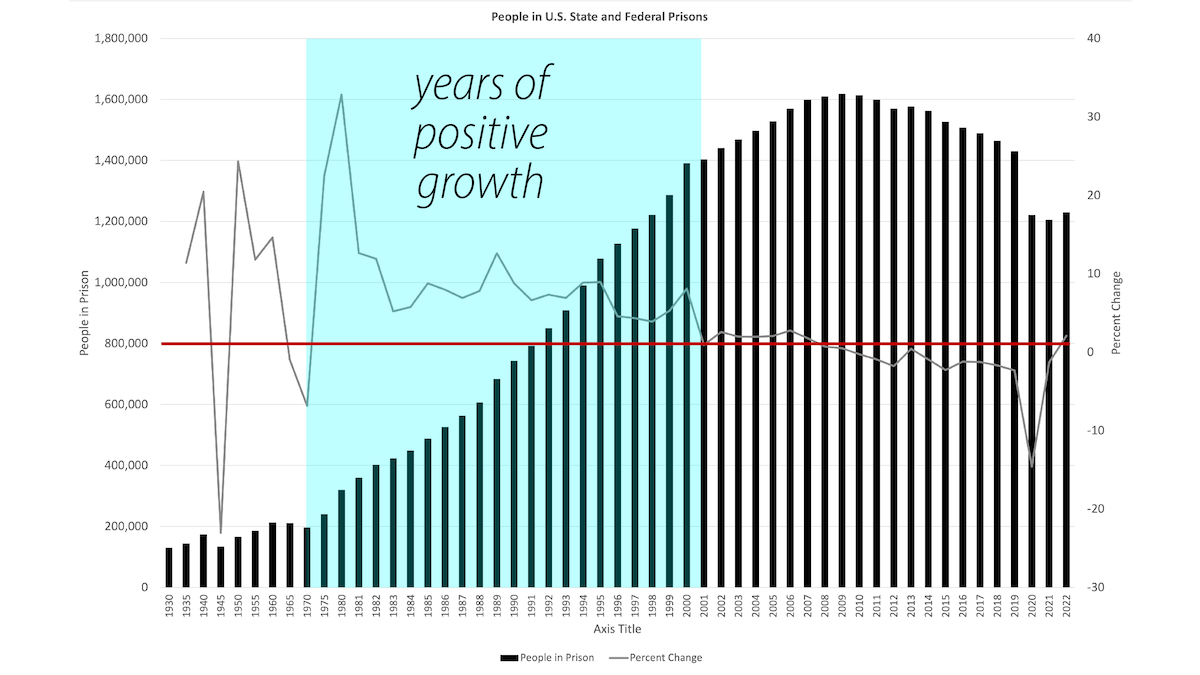 People in U.S. State and Federal Prisons
1,800,000
1,600,000
1,400,000
1,200,000
1,000,000
800,000
600,000
400,000
200,000
0
People in Prison
years of
positive
growth
40
30
20
10
0
-10
-20
-30
Percent Change
1930 1935 1940 1945 1950 1955 1960 1965 1970 1975 1980 1981 1982 1983 1984 1985 1986 1987 1988 1989 1990 1991 1992 1993 1994 1995 1996 1997 1998 1999 2000 2001 2002 2003 2004 2005 2006 2007 2008 2009 2010 2011 2012 2013 2014 2015 2016 2017 2018 2019 2020 2021 2022
Axis Title
People in Prison Percent Change